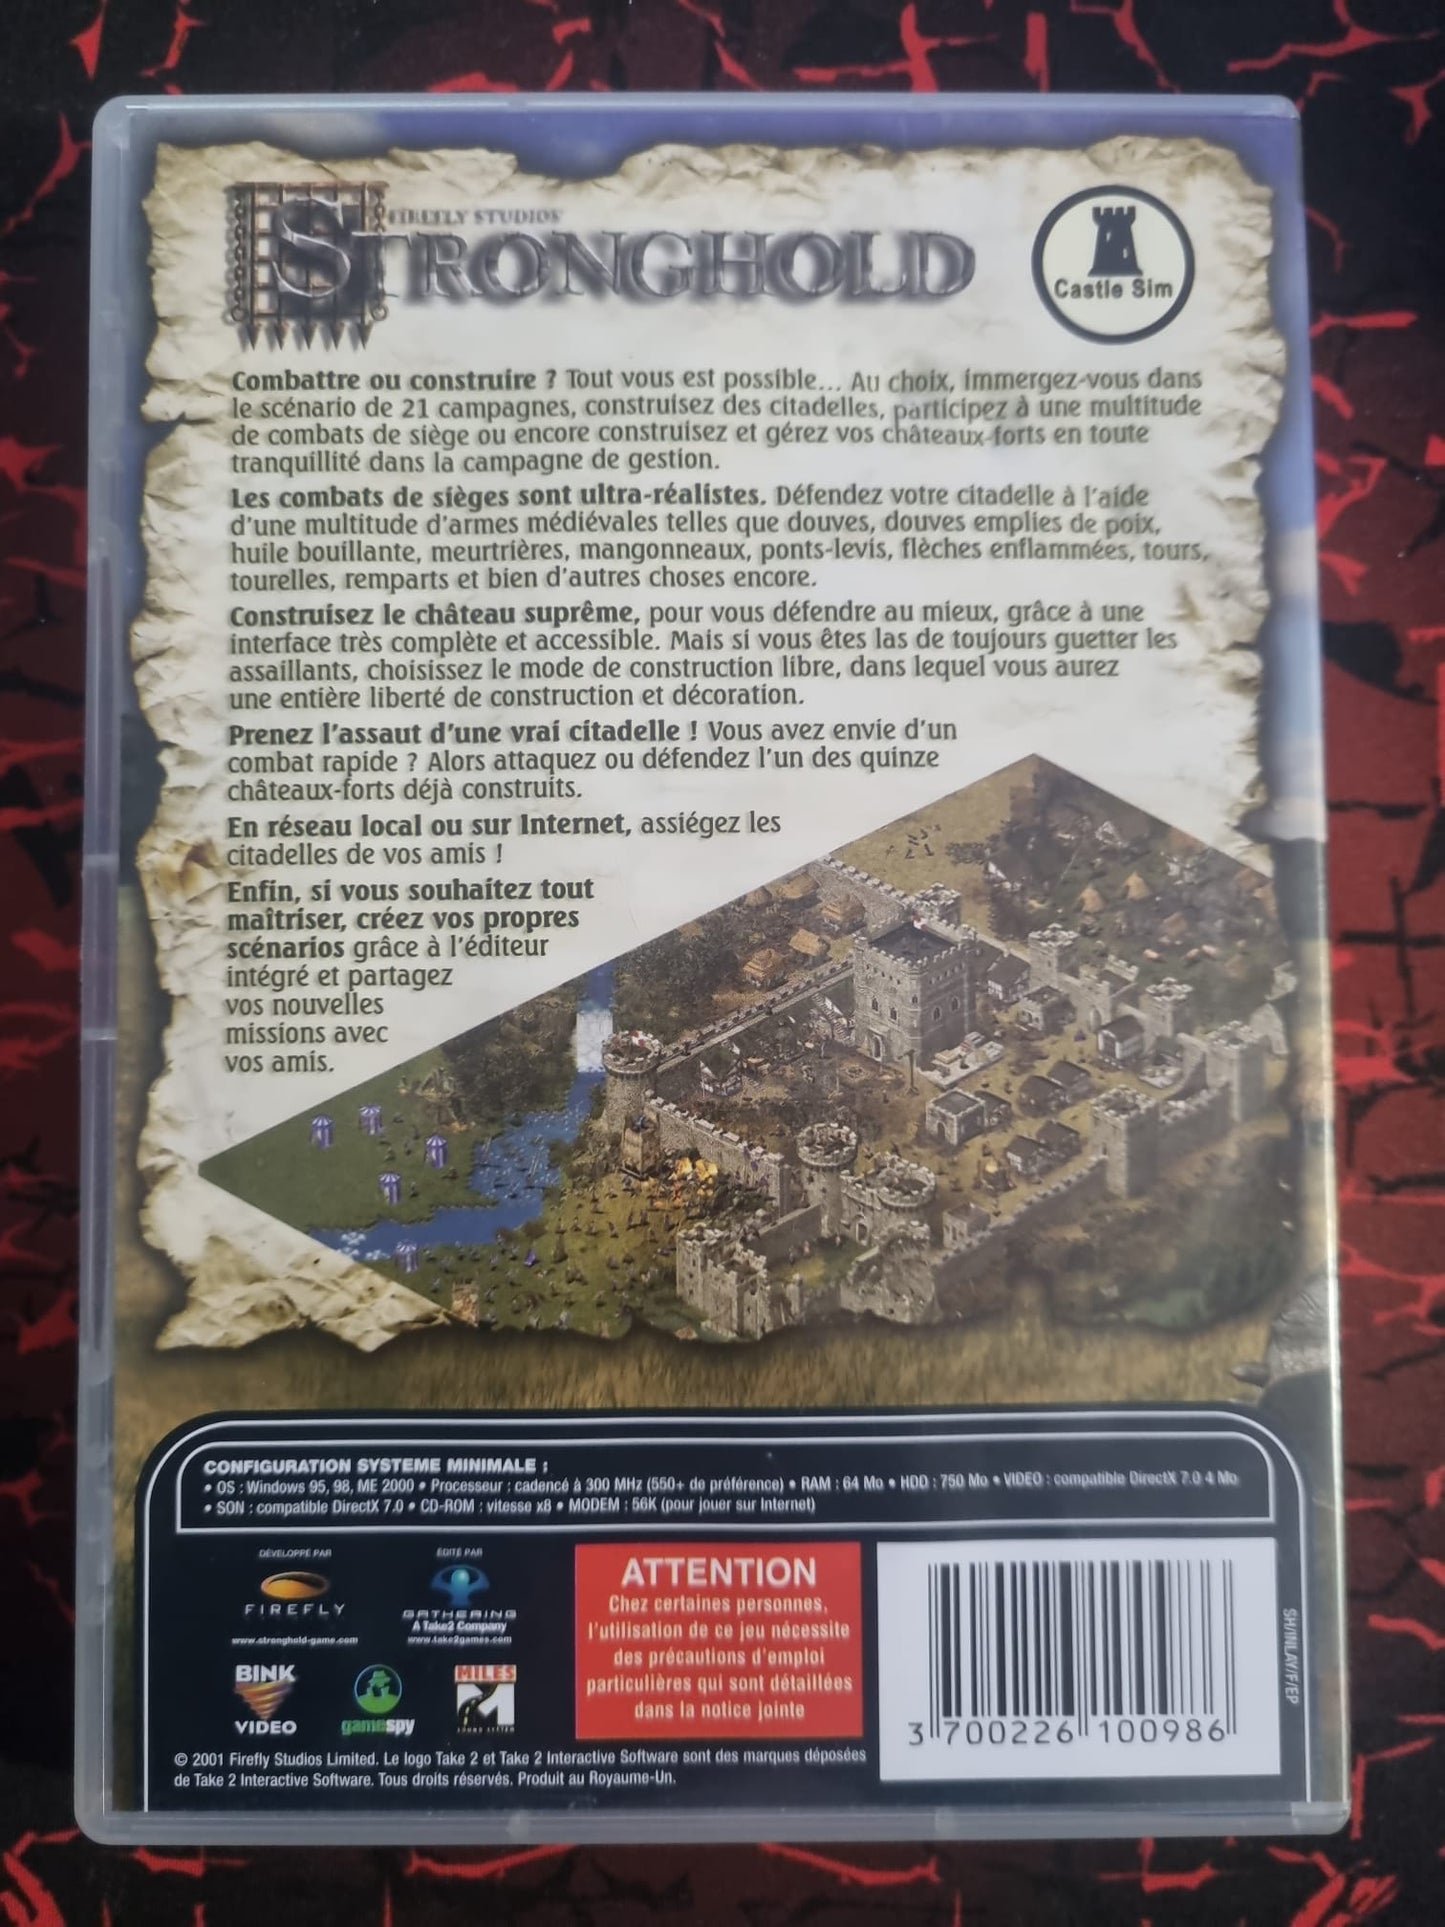 FIREFLY STUDIOS'
STRONGHOLD
Castle Sim
Combattre ou construire ? Tout vous est possible... Au choix, immergez-vous dans
le scénario de 21 campagnes, construisez des citadelles, participez à une multitude
de combats de siège ou encore construisez et gérez vos châteaux-forts en toute
tranquillité dans la campagne de gestion.
Les combats de sièges sont ultra-réalistes. Défendez votre citadelle à l'aide
d'une multitude d'armes médiévales telles que douves, douves emplies de poix,
huile bouillante, meurtrières, mangonneaux, ponts-levis, flèches enflammées, tours,
tourelles, remparts et bien d'autres choses encore.
Construisez le château suprême, pour vous défendre au mieux, grâce à une
interface très complète et accessible. Mais si vous êtes las de toujours guetter les
assaillants, choisissez le mode de construction libre, dans lequel vous aurez
une entière liberté de construction et décoration.
Prenez l'assaut d'une vrai citadelle ! Vous avez envie d'un
combat rapide ? Alors attaquez ou défendez l'un des quinze
châteaux-forts déjà construits.
En réseau local ou sur Internet, assiégez les
citadelles de vos amis !
Enfin, si vous souhaitez tout
maîtriser, créez vos propres
scénarios grâce à l'éditeur
intégré et partagez
vos nouvelles
missions avec
vos amis.
CONFIGURATION SYSTEME MINIMALE :
• OS : Windows 95, 98, ME 2000 • Processeur : cadencé à 300 MHz (550+ de préférence) • RAM : 64 Mo • HDD : 750 Mo • VIDEO : compatible DirectX 7.0 4 Mo
• SON : compatible DirectX 7.0 • CD-ROM : vitesse x8 • MODEM : 56K (pour jouer sur Internet)
DÉVELOPPÉ PAR
FIREFLY
www.stronghold-game.com
ÉDITÉ PAR
GATHERING
A Take2 Company
www.take2games.com
BINK
VIDEO
gamespy
MILES
SOUND SYSTEM
ATTENTION
Chez certaines personnes,
l'utilisation de ce jeu nécessite
des précautions d'emploi
particulières qui sont détaillées
dans la notice jointe
3 700226 100986
SH/INLAY/F/EP
© 2001 Firefly Studios Limited. Le logo Take 2 et Take 2 Interactive Software sont des marques déposées
de Take 2 Interactive Software. Tous droits réservés. Produit au Royaume-Un.